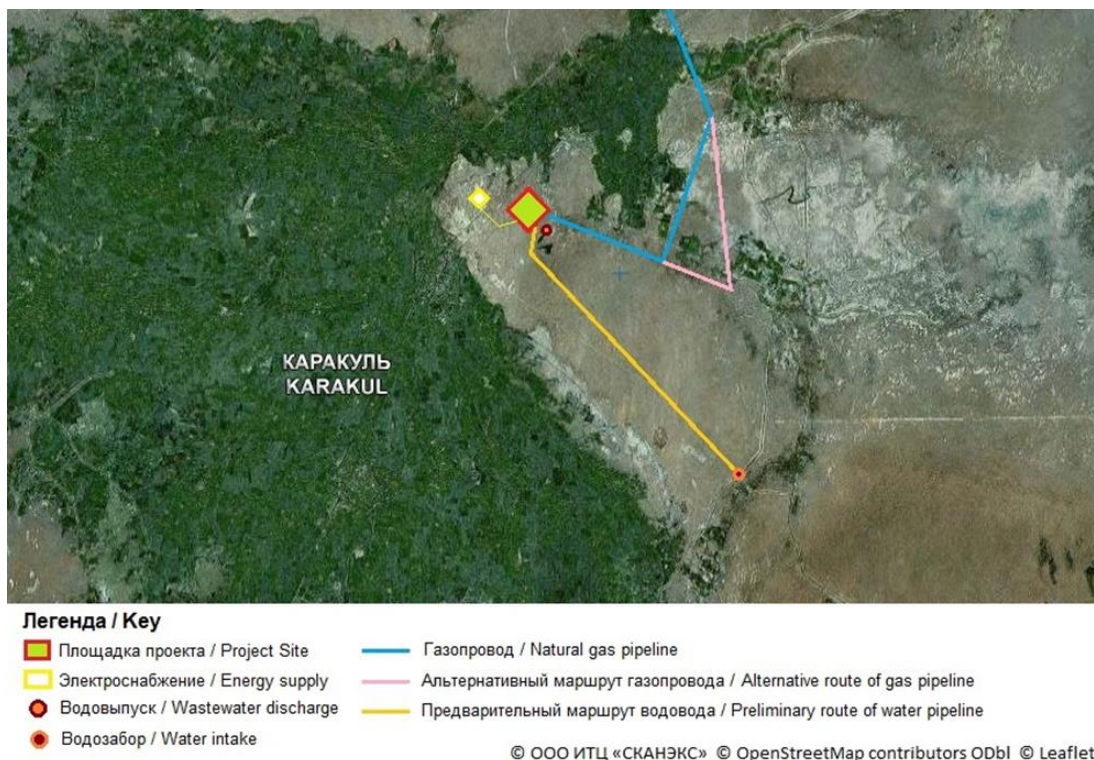 КАРАКУЛЬ
KARAKUL
Легенда / Key
Площадка проекта / Project Site
Газопровод / Natural gas pipeline
Электроснабжение / Energy supply
Альтернативный маршрут газопровода / Alternative route of gas pipeline
Водовыпуск / Wastewater discharge
Предварительный маршрут водовода / Preliminary route of water pipeline
Водозабор / Water intake
© ООО ИТЦ «СКАНЭКС» © OpenStreetMap contributors ODbl © Leaflet